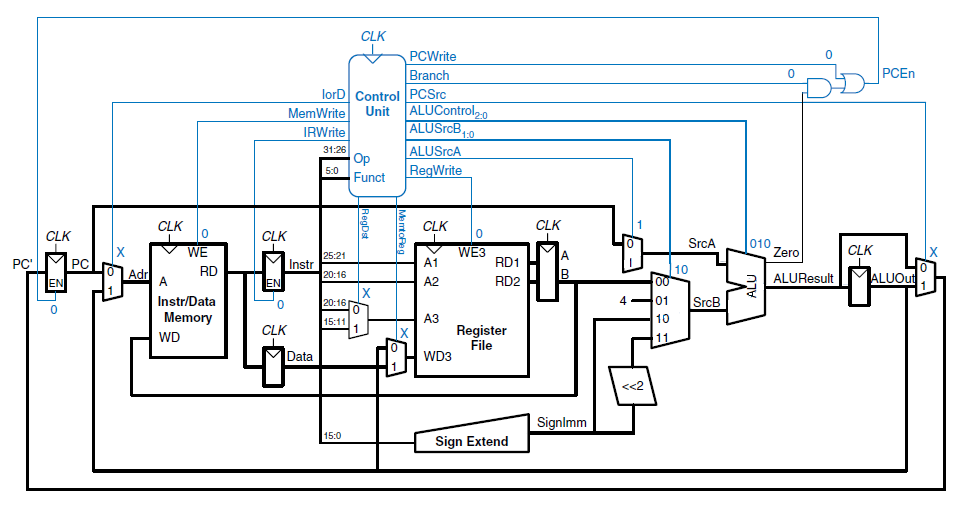 CLK
PCWrite
0
Branch
0
PCEn
IorD
Control
Unit
PCSrc
MemWrite
ALUControl2:0
IRWrite
ALUSrcB1:0
31:26
Op
ALUSrcA
5:0
Funct
RegWrite
RegDst
MemtoReg
CLK
PC'
PC
EN
0
X
0
1
Adr
CLK
0
WE
RD
A
Instr/Data
Memory
WD
CLK
Instr
EN
0
CLK
Data
25:21
20:16
20:16
15:11
X
0
1
X
0
1
CLK
0
WE3
A1
RD1
A2
RD2
A3
Register
File
WD3
CLK
A
B
1
0
1
SrcA
10
00
4
01
10
11
SrcB
<<2
010
ALU
Zero
ALUResult
CLK
ALUOut
X
0
1
15:0
Sign Extend
SignImm